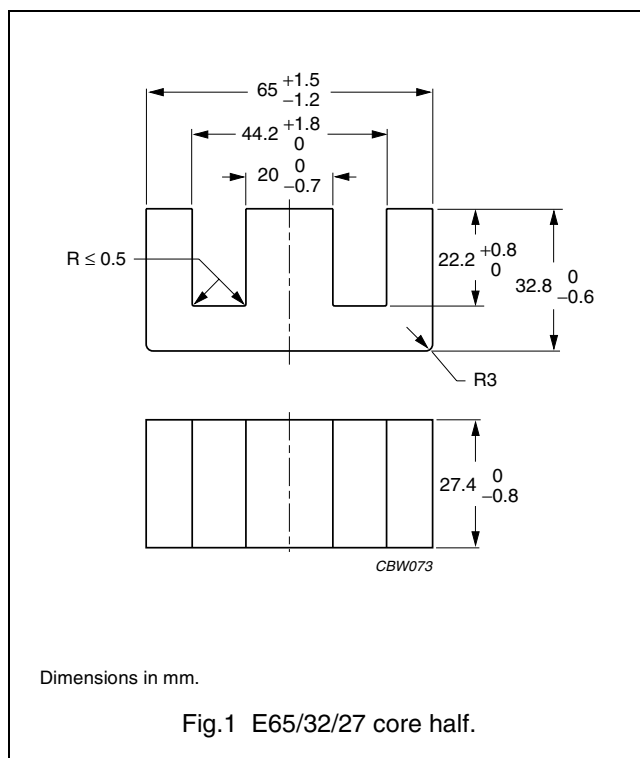 65 +1.5 −1.2
44.2 +1.8 0
20 0 −0.7
R ≤ 0.5
22.2 +0.8 0
32.8 0 −0.6
R3
27.4 0 −0.8
CBW073
Dimensions in mm.
Fig.1 E65/32/27 core half.